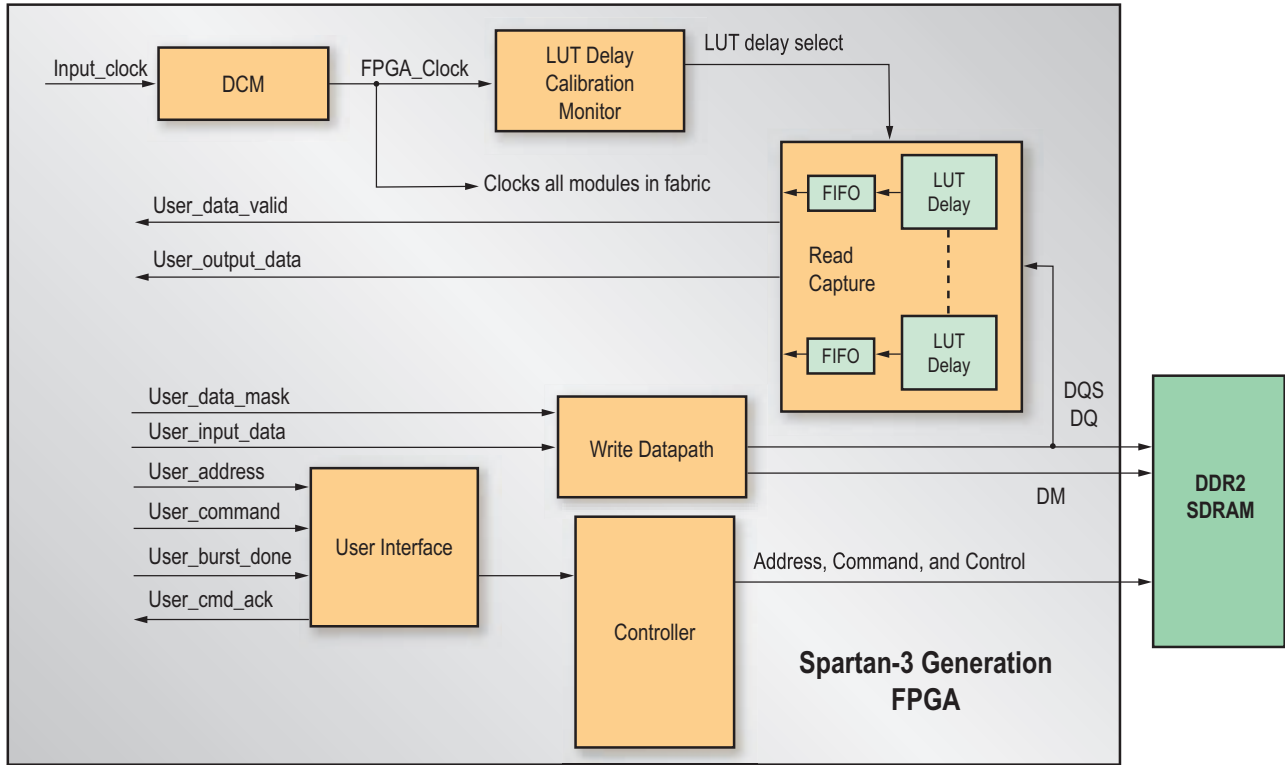 Input_clock
DCM
FPGA_Clock
LUT Delay
Calibration
Monitor
LUT delay select
Clocks all modules in fabric
User_data_valid
User_output_data
FIFO
LUT
Delay
Read
Capture
FIFO
LUT
Delay
User_data_mask
User_input_data
Write Datapath
DQS
DQ
DM
DDR2
SDRAM
User_address
User_command
User_burst_done
User_cmd_ack
User Interface
Controller
Address, Command, and Control
Spartan-3 Generation
FPGA